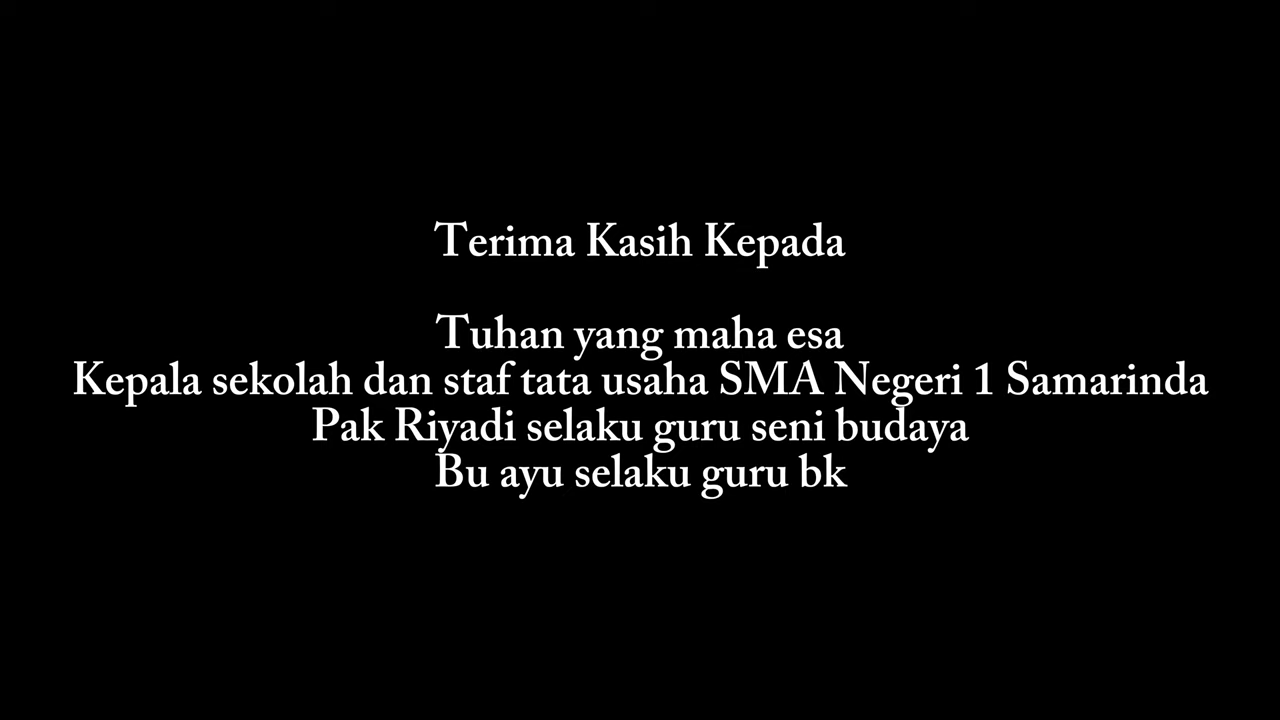 Terima Kasih Kepada
Tuhan yang maha esa
Kepala sekolah dan staf tata usaha SMA Negeri 1 Samarinda
Pak Riyadi selaku guru seni budaya
Bu ayu selaku guru bk